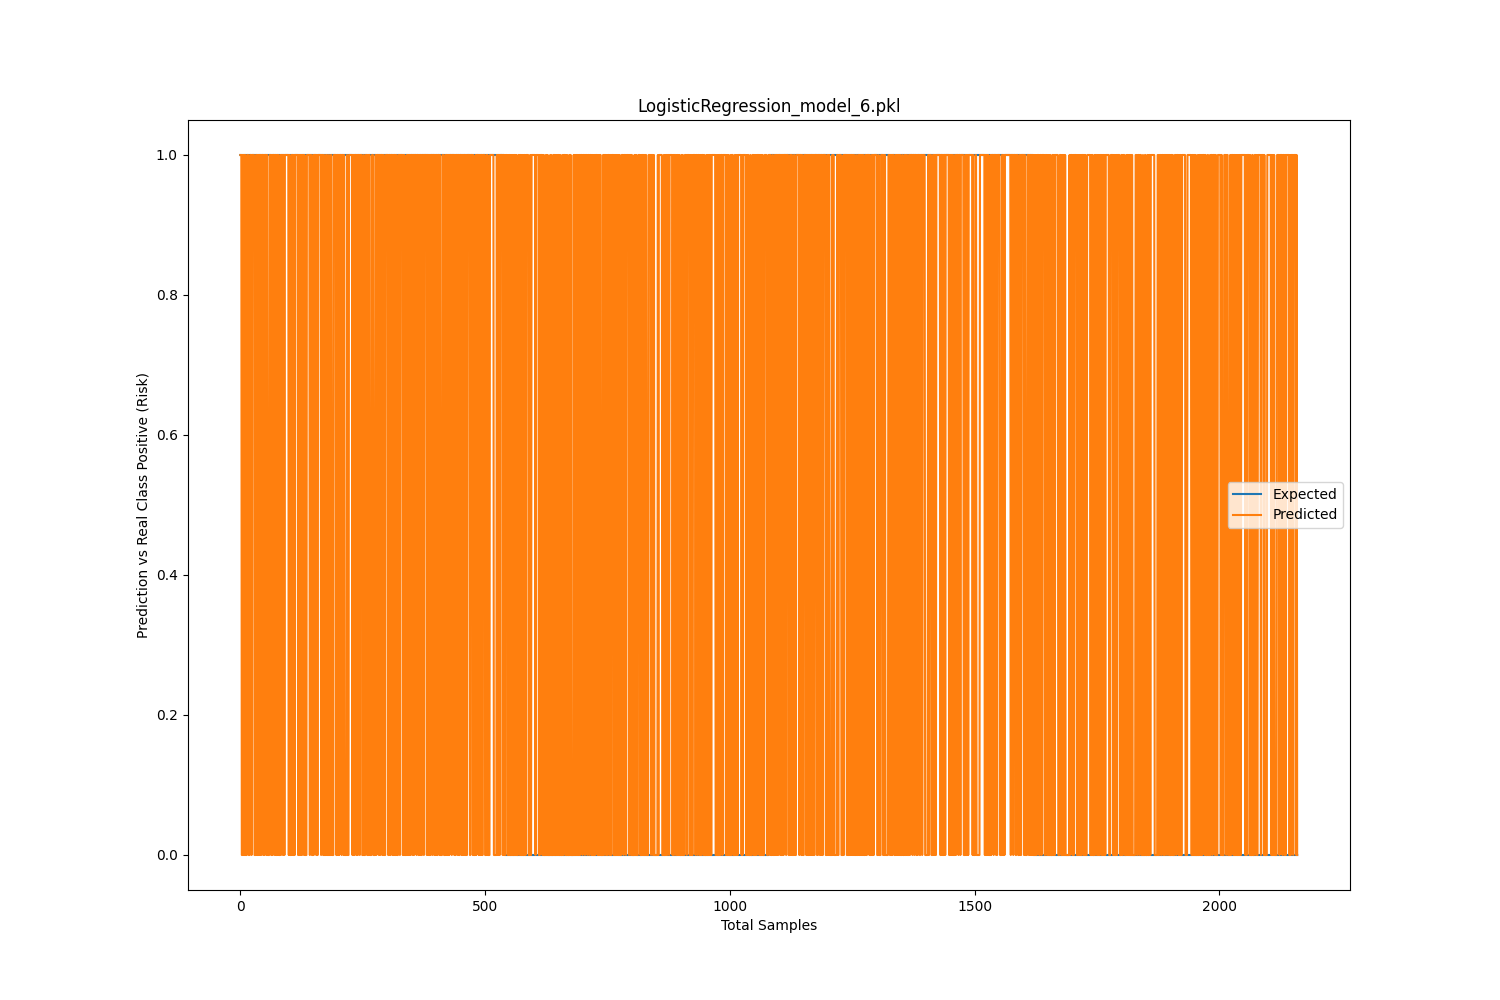 LogisticRegression_model_6.pkl
1.0
0.8
0.6
0.4
0.2
0.0
Prediction vs Real Class Positive (Risk)
Expected
Predicted
0 500 1000 1500 2000
Total Samples